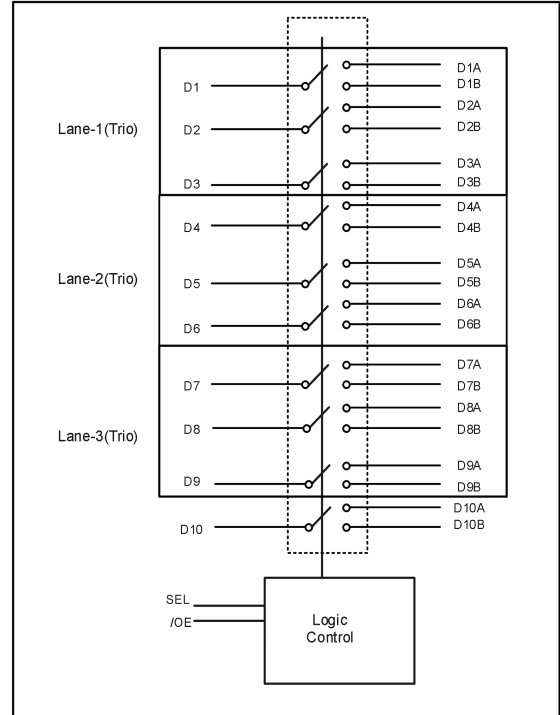 D1A
D1 D1B
D2A
Lane-1(Trio) D2 D2B
D3A
D3 D3B
D4A
D4 D4B
D5A
Lane-2(Trio) D5 D5B
D6A
D6 D6B
D7A
D7 D7B
D8A
Lane-3(Trio) D8 D8B
D9A
D9 D9B
D10A
D10 D10B
SEL
/OE
Logic
Control